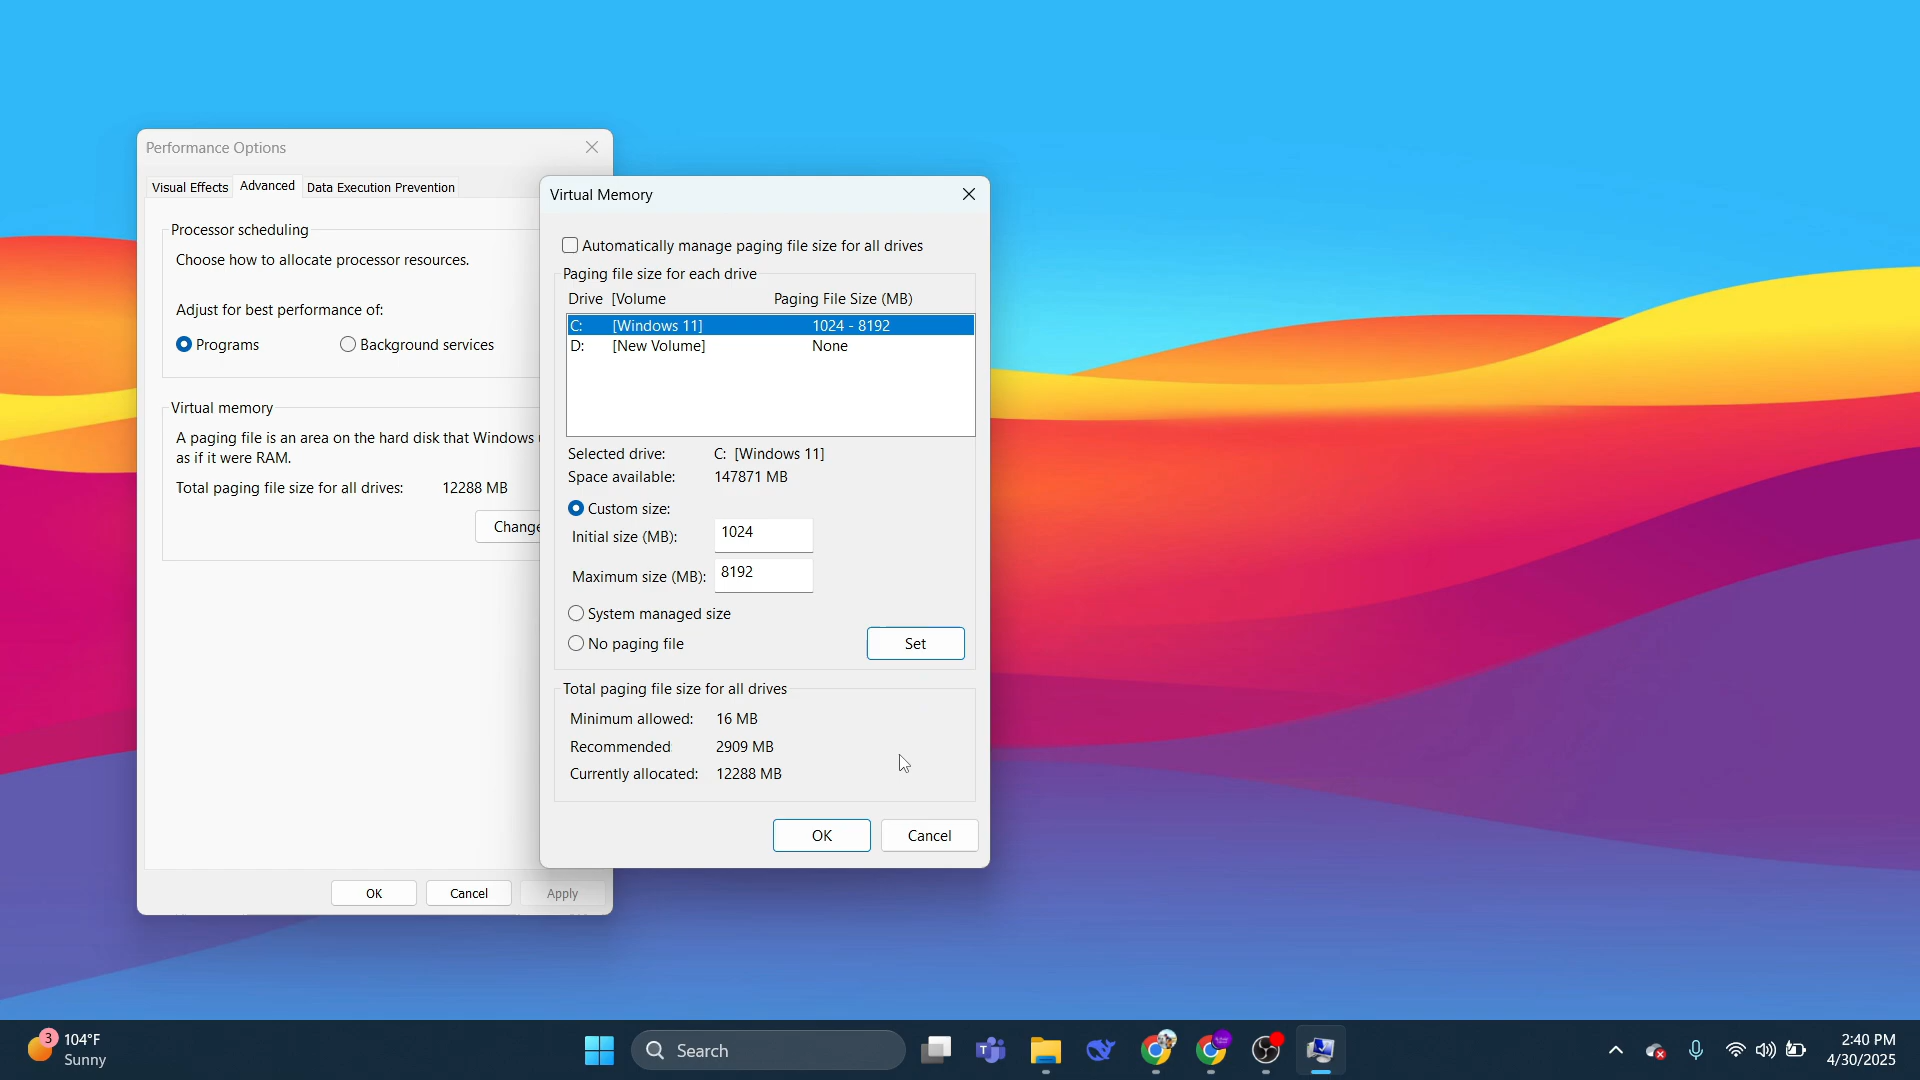 Performance Options
Visual Effects
Advanced
Data Execution Prevention
Processor scheduling
Choose how to allocate processor resources.
Adjust for best performance of:
Programs
Background services
Virtual memory
A paging file is an area on the hard disk that Windows
as if it were RAM.
Total paging file size for all drives: 12288 MB
Change
OK
Cancel
Apply
Virtual Memory
Automatically manage paging file size for all drives
Paging file size for each drive
Drive [Volume Paging File Size (MB)
C: [Windows 11] 1024 - 8192
D: [New Volume] None
Selected drive: C: [Windows 11]
Space available: 147871 MB
Custom size:
Initial size (MB): 1024
Maximum size (MB): 8192
System managed size
No paging file
Set
Total paging file size for all drives
Minimum allowed: 16 MB
Recommended 2909 MB
Currently allocated: 12288 MB
OK
Cancel
3
104°F
Sunny
Search
2:40 PM
4/30/2025